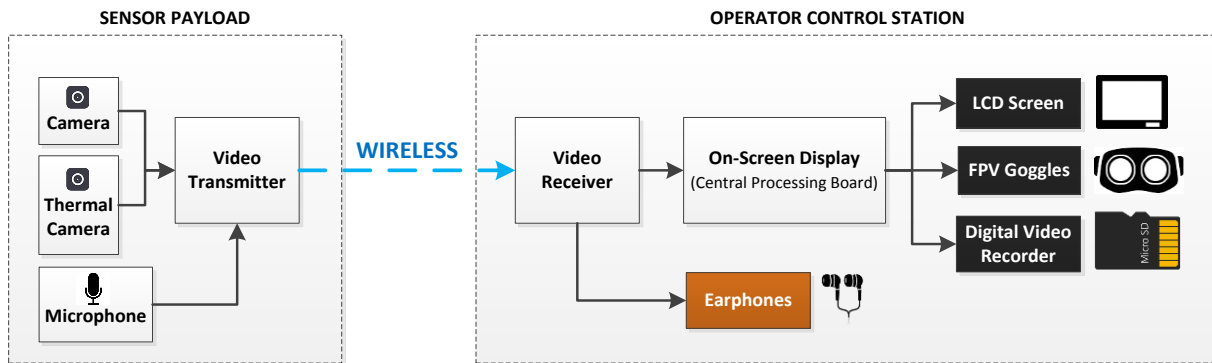 SENSOR PAYLOAD
OPERATOR CONTROL STATION
Camera
Thermal
Camera
Microphone
Video
Transmitter
WIRELESS
Video
Receiver
On-Screen Display
(Central Processing Board)
LCD Screen
FPV Goggles
Digital Video
Recorder
Micro SD
Earphones